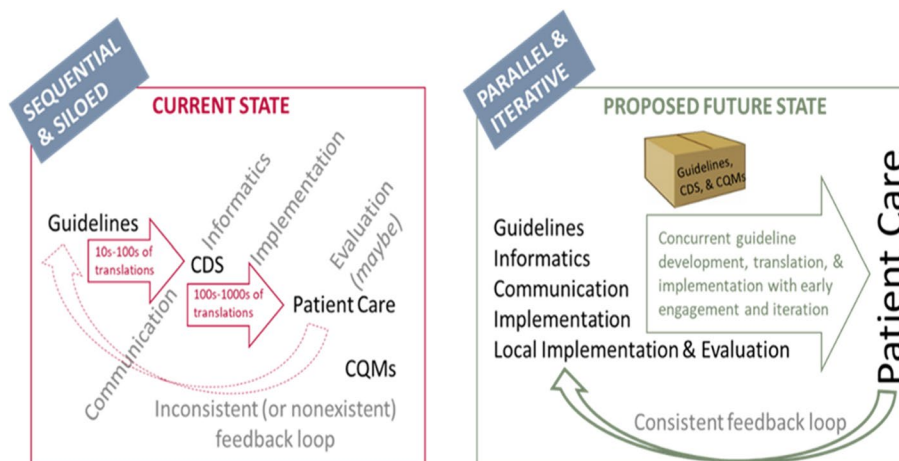 SEQUENTIAL
& SILOED
CURRENT STATE
Guidelines
10s-100s of
translations
Communication
Informatics
CDS
100s-1000s of
translations
Implementation
Patient Care
Evaluation
(maybe)
CQMs
Inconsistent (or nonexistent)
feedback loop
PARALLEL &
ITERATIVE
PROPOSED FUTURE STATE
Guidelines,
CDS, & CQMs
Guidelines
Informatics
Communication
Implementation
Local Implementation & Evaluation
Concurrent guideline
development, translation, &
implementation with early
engagement and iteration
Patient Care
Consistent feedback loop